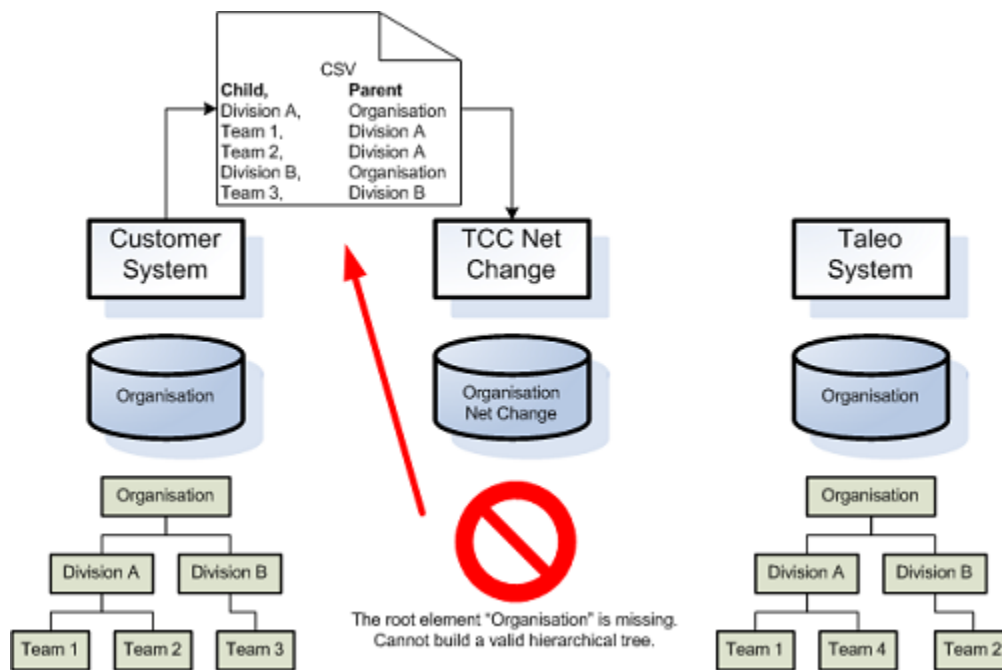 CSV
Child, Parent
Division A, Organisation
Team 1, Division A
Team 2, Division A
Division B, Organisation
Team 3, Division B
Customer
System
TCC Net
Change
Taleo
System
Organisation
Organisation
Net Change
Organisation
Organisation
Division A Division B
Team 1 Team 2 Team 3
The root element "Organisation" is missing.
Cannot build a valid hierarchical tree.
Organisation
Division A Division B
Team 1 Team 4 Team 2